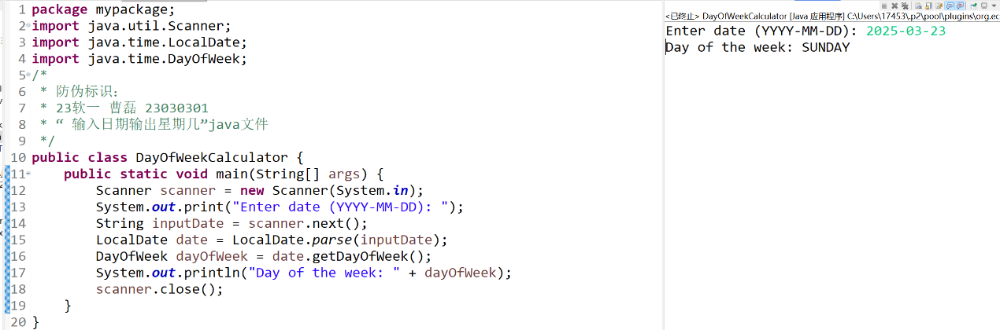 1 package mypackage;
2 import java.util.Scanner;
3 import java.time.LocalDate;
4 import java.time.DayOfWeek;
5 /*
6  * 防伪标识:
7  * 23软一 曹磊 23030301
8  * “ 输入日期输出星期几”java文件
9  */
10 public class DayOfWeekCalculator {
11     public static void main(String[] args) {
12         Scanner scanner = new Scanner(System.in);
13         System.out.print("Enter date (YYYY-MM-DD): ");
14         String inputDate = scanner.next();
15         LocalDate date = LocalDate.parse(inputDate);
16         DayOfWeek dayOfWeek = date.getDayOfWeek();
17         System.out.println("Day of the week: " + dayOfWeek);
18         scanner.close();
19     }
20 }
<已终止> DayOfWeekCalculator [Java 应用程序] C:\Users\17453\.p2\pool\plugins\org.ec
Enter date (YYYY-MM-DD): 2025-03-23
Day of the week: SUNDAY